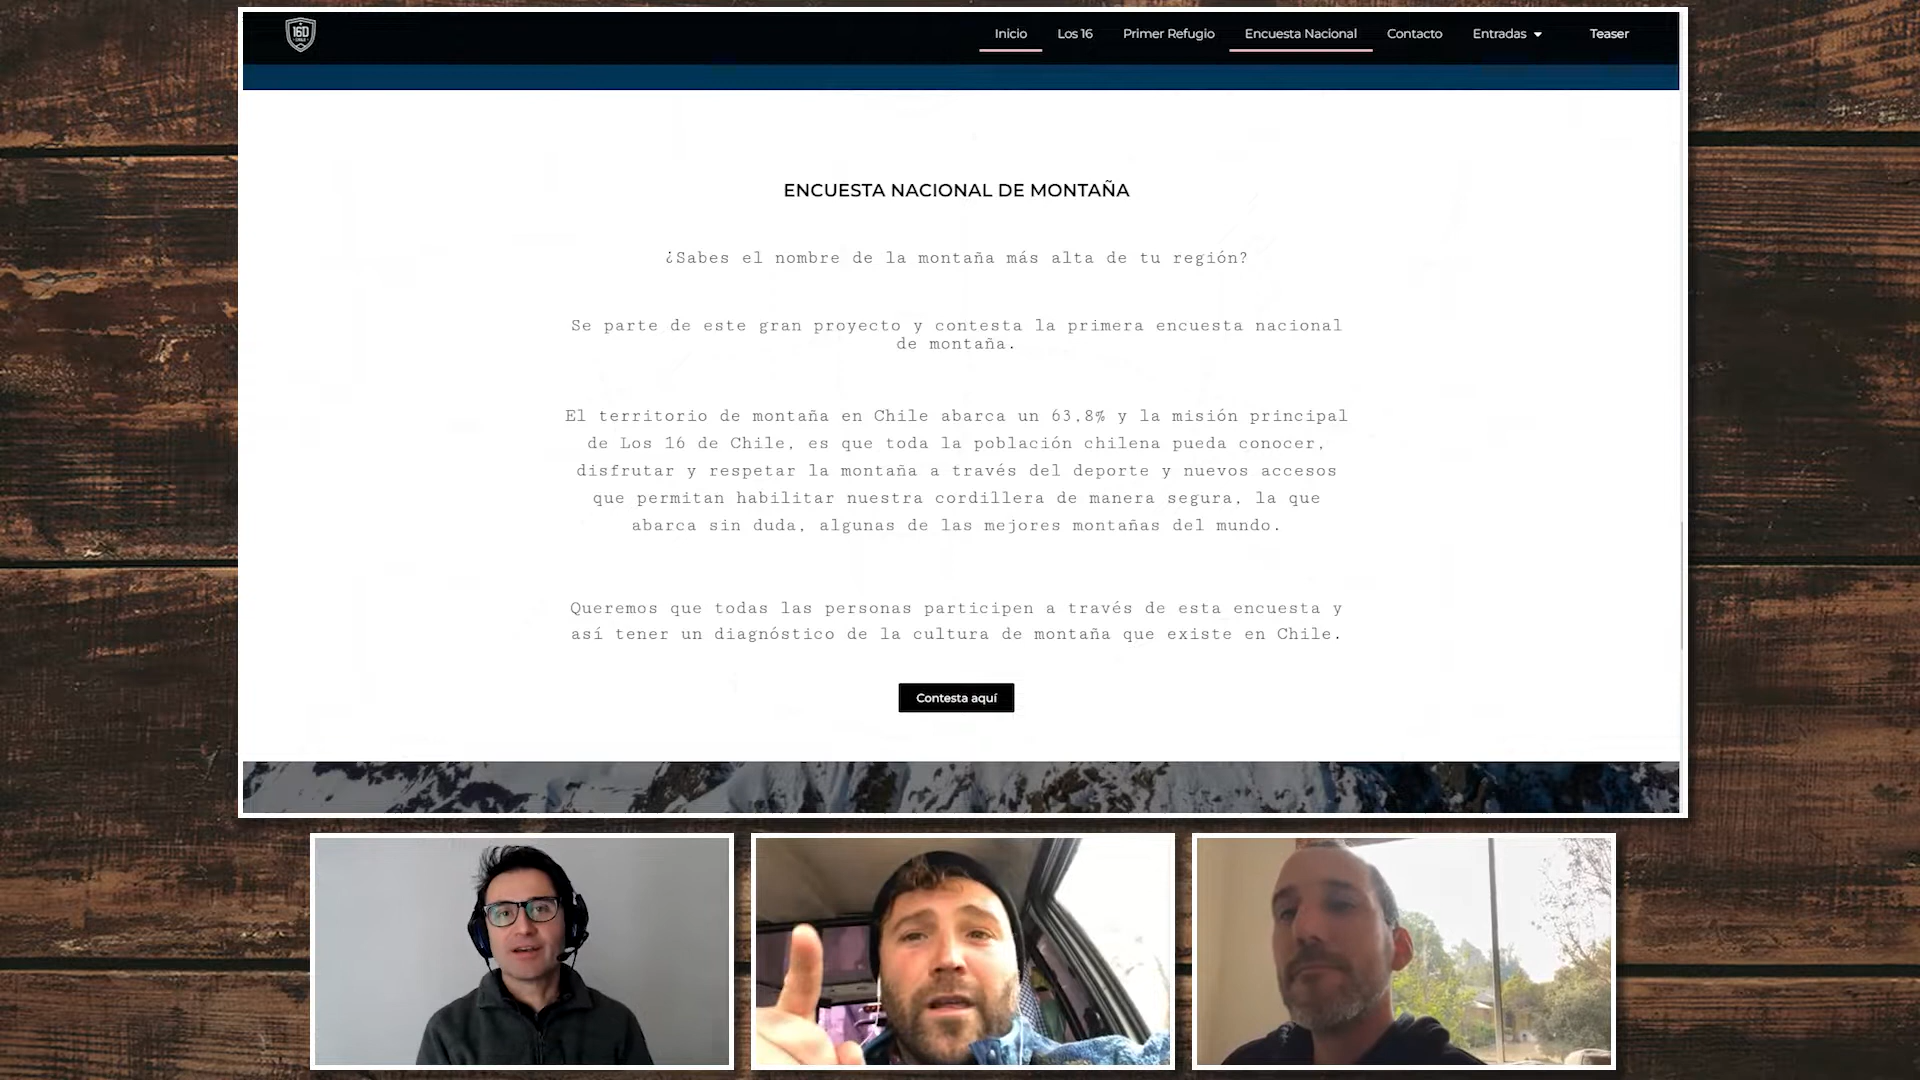 16D
CHILE
Inicio
Los 16
Primer Refugio
Encuesta Nacional
Contacto
Entradas
Teaser
ENCUESTA NACIONAL DE MONTAÑA
¿Sabes el nombre de la montaña más alta de tu región?
Se parte de este gran proyecto y contesta la primera encuesta nacional
de montaña.
El territorio de montaña en Chile abarca un 63,8% y la misión principal
de Los 16 de Chile, es que toda la población chilena pueda conocer,
disfrutar y respetar la montaña a través del deporte y nuevos accesos
que permitan habilitar nuestra cordillera de manera segura, la que
abarca sin duda, algunas de las mejores montañas del mundo.
Queremos que todas las personas participen a través de esta encuesta y
así tener un diagnóstico de la cultura de montaña que existe en Chile.
Contesta aquí